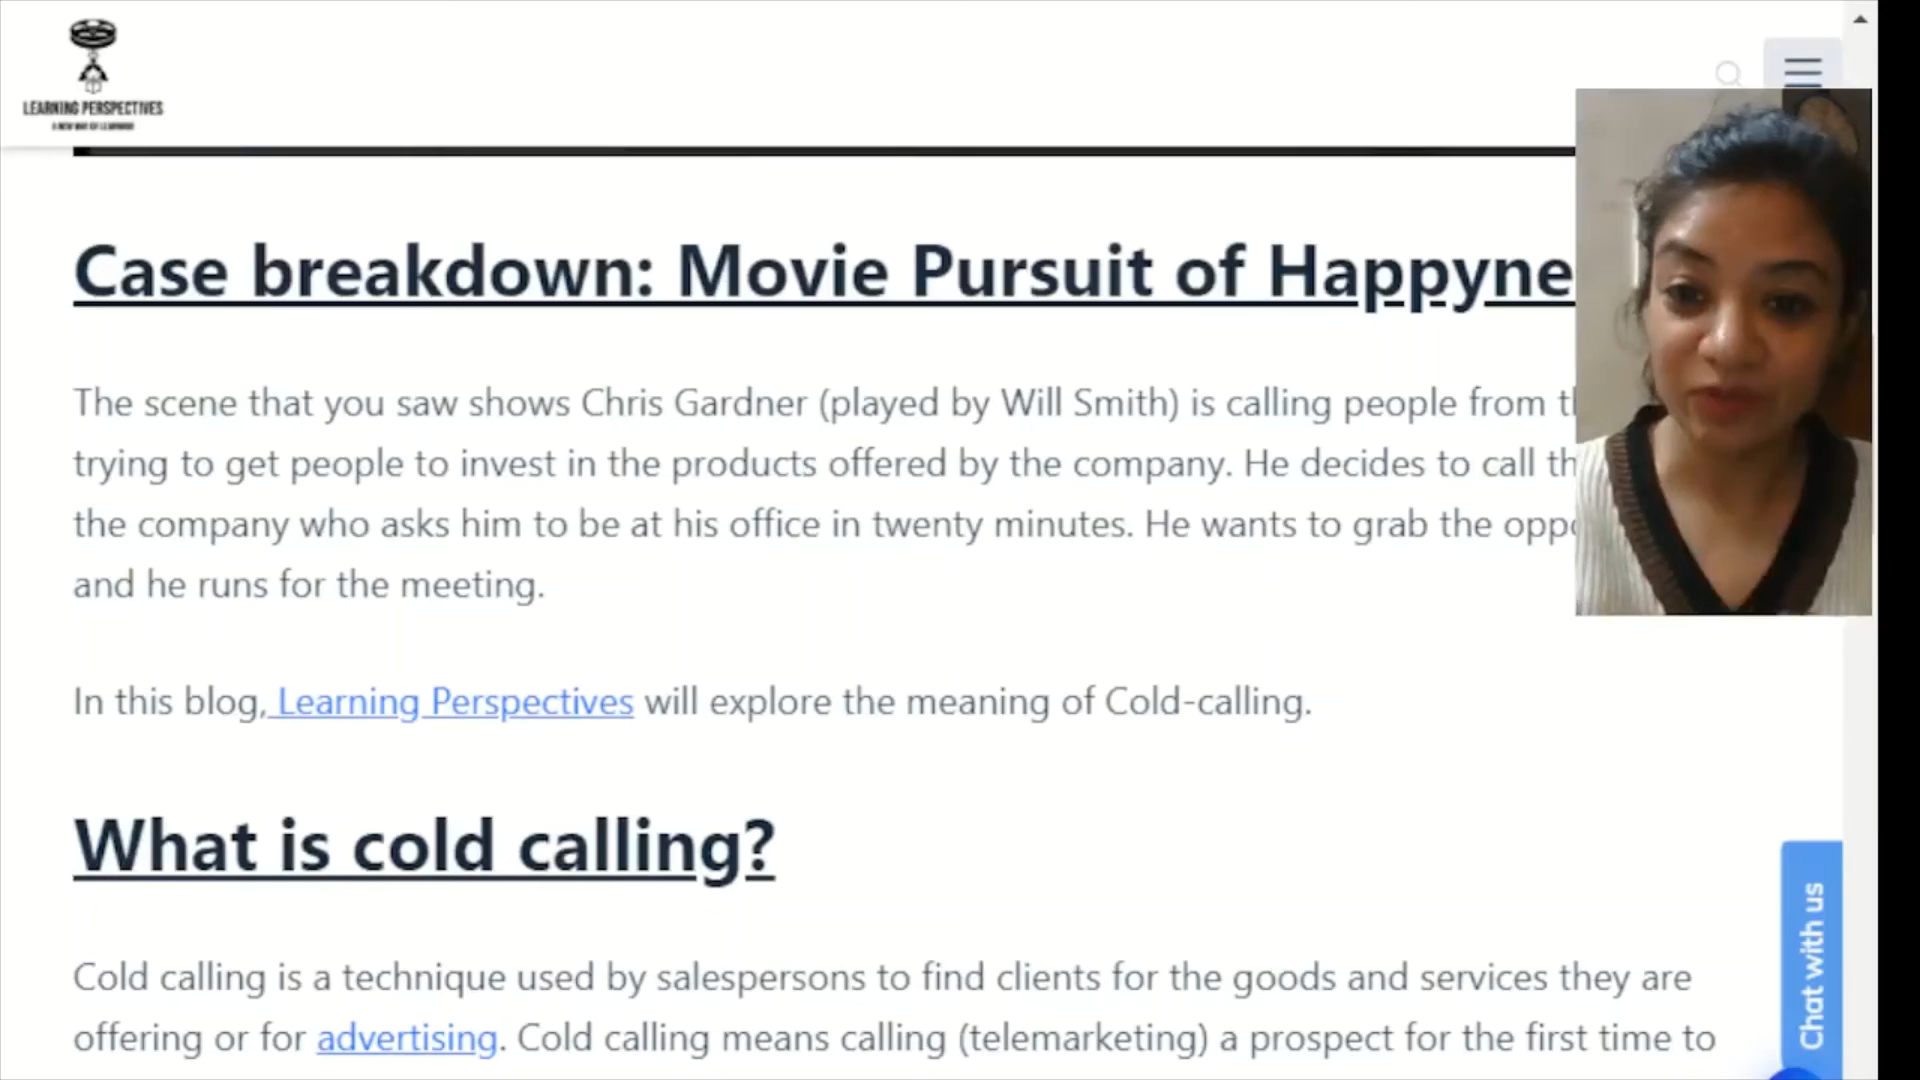 LEARNING PERSPECTIVES
A NEW WAY OF LEARNING
Case breakdown: Movie Pursuit of Happyne
The scene that you saw shows Chris Gardner (played by Will Smith) is calling people from
trying to get people to invest in the products offered by the company. He decides to call
the company who asks him to be at his office in twenty minutes. He wants to grab the
and he runs for the meeting.
In this blog, Learning Perspectives will explore the meaning of Cold-calling.
What is cold calling?
Cold calling is a technique used by salespersons to find clients for the goods and services they are
offering or for advertising. Cold calling means calling (telemarketing) a prospect for the first time to
Chat with us